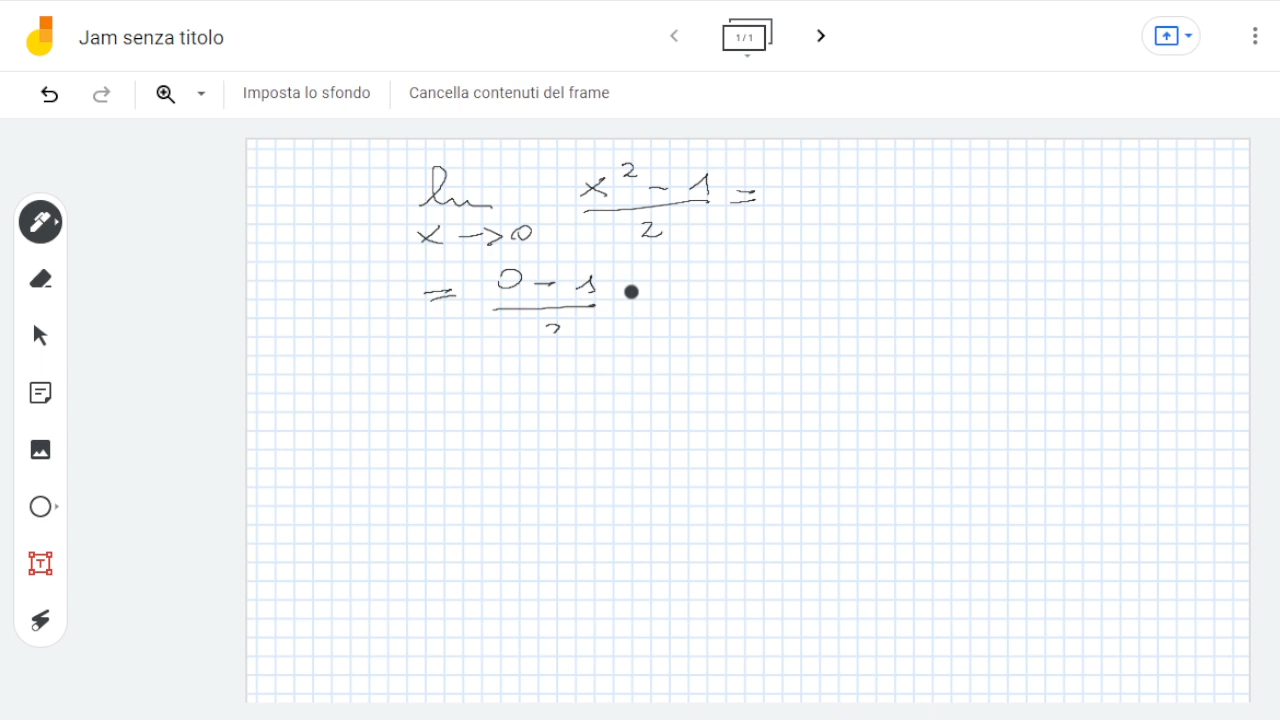 Jam senza titolo
1/1
Imposta lo sfondo
Cancella contenuti del frame
lim x² - 1 =
x -> 0 2
= 0 - 1
2
T